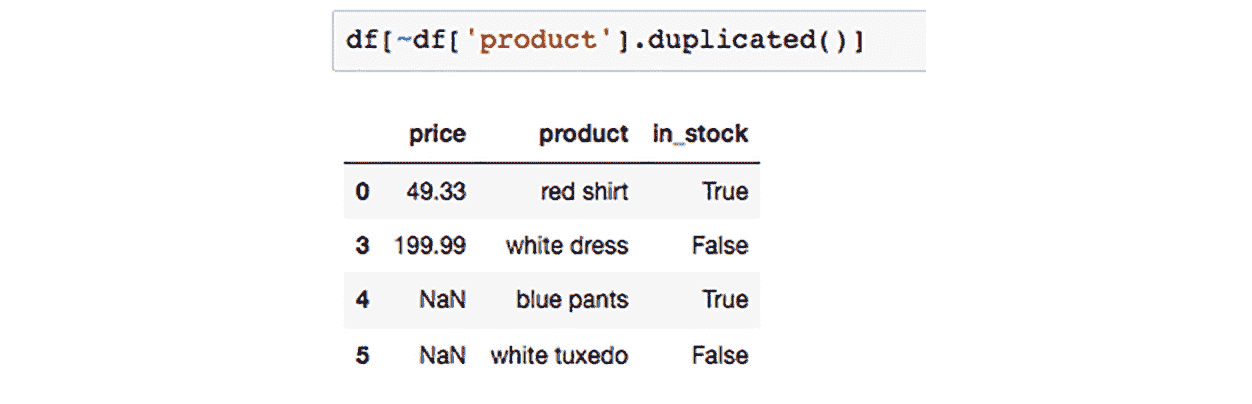 df[~df['product'].duplicated()]
price product in_stock
0 49.33 red shirt True
3 199.99 white dress False
4 NaN blue pants True
5 NaN white tuxedo False